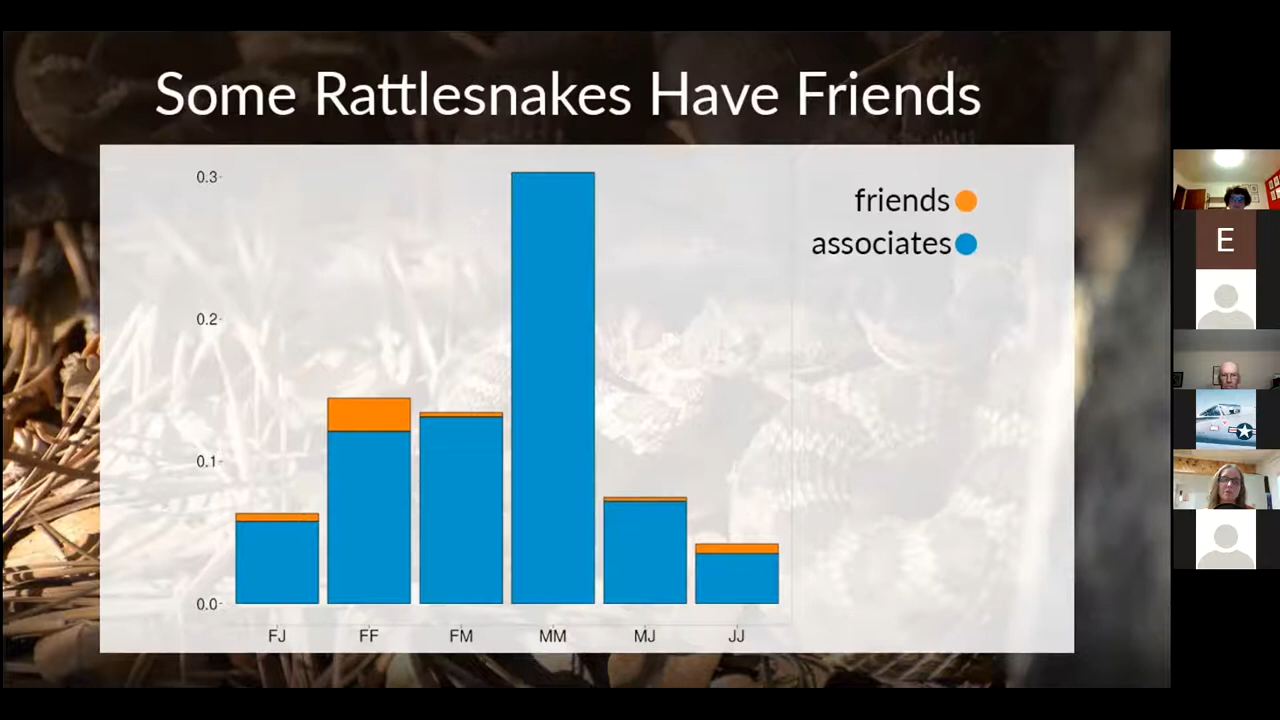 Some Rattlesnakes Have Friends
friends
associates
0.3
0.2
0.1
0.0
FJ FF FM MM MJ JJ
E